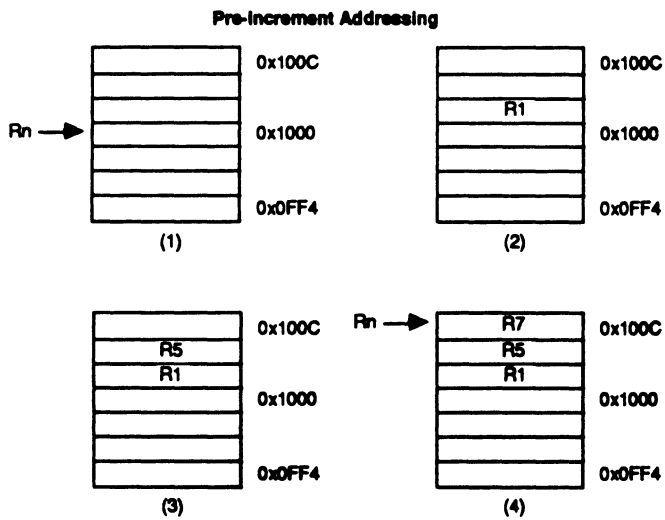 Pre-Increment Addressing
0x100C
Rn
0x1000
0x0FF4
(1)
0x100C
R1
0x1000
0x0FF4
(2)
0x100C
R5
R1
0x1000
0x0FF4
(3)
Rn
R7
0x100C
R5
R1
0x1000
0x0FF4
(4)